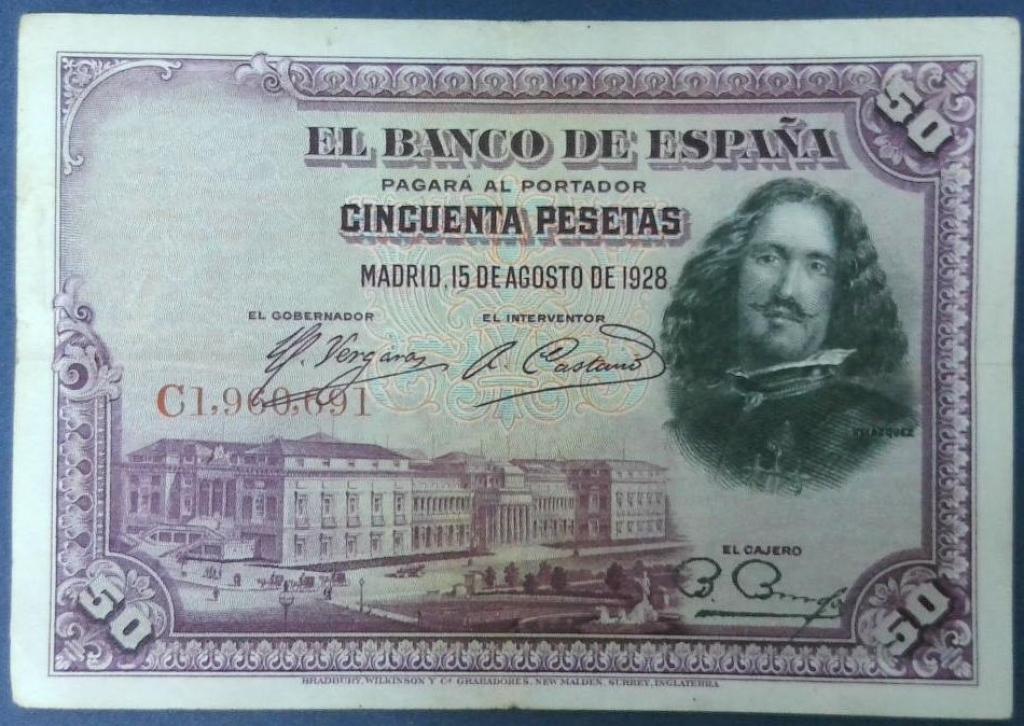 50
EL BANCO DE ESPAÑA
PAGARÁ AL PORTADOR
CINCUENTA PESETAS
MADRID, 15 DE AGOSTO DE 1928
EL GOBERNADOR EL INTERVENTOR
C1,960,691
VELAZQUEZ
EL CAJERO
50 50
BRADBURY, WILKINSON Y Cª GRABADORES, NEW MALDEN, SURREY, INGLATERRA